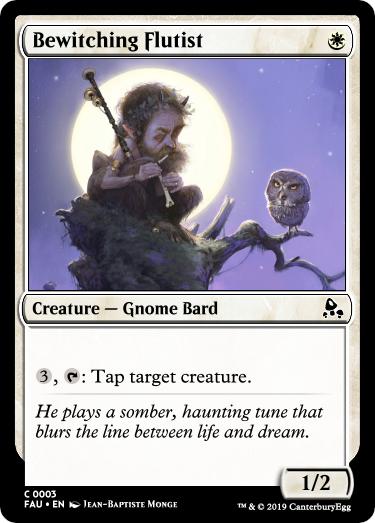 Bewitching Flutist
Creature — Gnome Bard
3, : Tap target creature.
He plays a somber, haunting tune that
blurs the line between life and dream.
1/2
C 0003
FAU • EN Jean-Baptiste Monge
™ & © 2019 CanterburyEgg